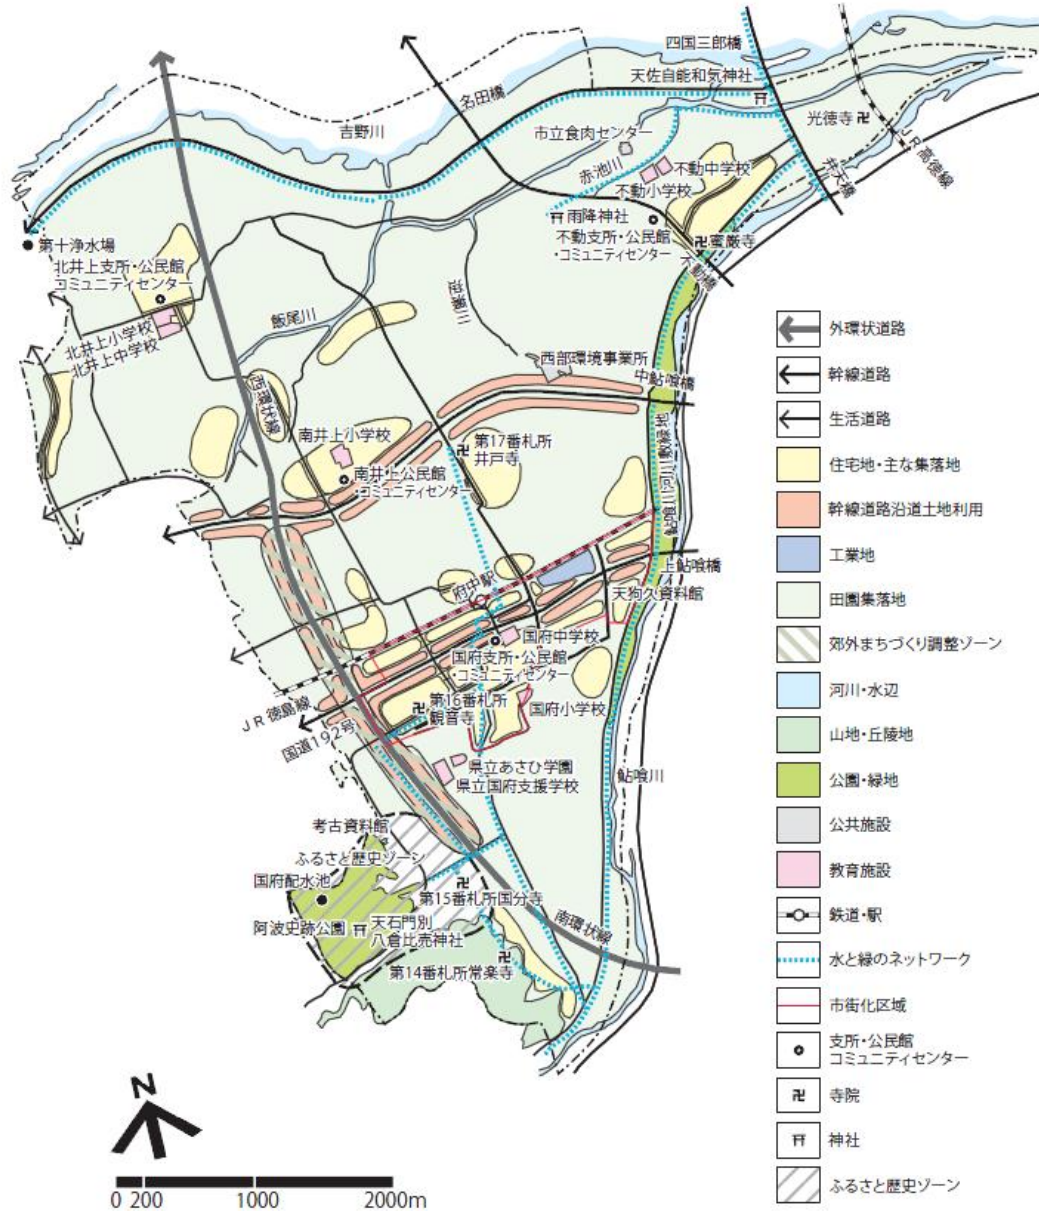 四国三郎橋
天佐自能和気神社
名田橋
吉野川
市立食肉センター
光徳寺
JR高徳線
赤池川
不動中学校
不動小学校
弁天橋
雨降神社
不動支所・公民館
・コミュニティセンター
蜜厳寺
不動橋
第十浄水場
北井上支所・公民館
コミュニティセンター
飯尾川
北井上小学校
北井上中学校
西環状線
西部環境事業所
中鮎喰橋
南井上小学校
第17番札所
井戸寺
南井上公民館
・コミュニティセンター
鮎喰川河川敷緑地
上鮎喰橋
府中駅
天狗久資料館
国府中学校
国府支所・公民館
・コミュニティセンター
第16番札所
観音寺
国府小学校
JR徳島線
国道192号
県立あさひ学園
県立国府支援学校
鮎喰川
考古資料館
ふるさと歴史ゾーン
国府配水池
第15番札所国分寺
阿波史跡公園
天石門別
八倉比売神社
南環状線
第14番札所常楽寺
外環状道路
幹線道路
生活道路
住宅地・主な集落地
幹線道路沿道土地利用
工業地
田園集落地
郊外まちづくり調整ゾーン
河川・水辺
山地・丘陵地
公園・緑地
公共施設
教育施設
鉄道・駅
水と緑のネットワーク
市街化区域
支所・公民館
コミュニティセンター
寺院
神社
ふるさと歴史ゾーン
N
0 200 1000 2000m